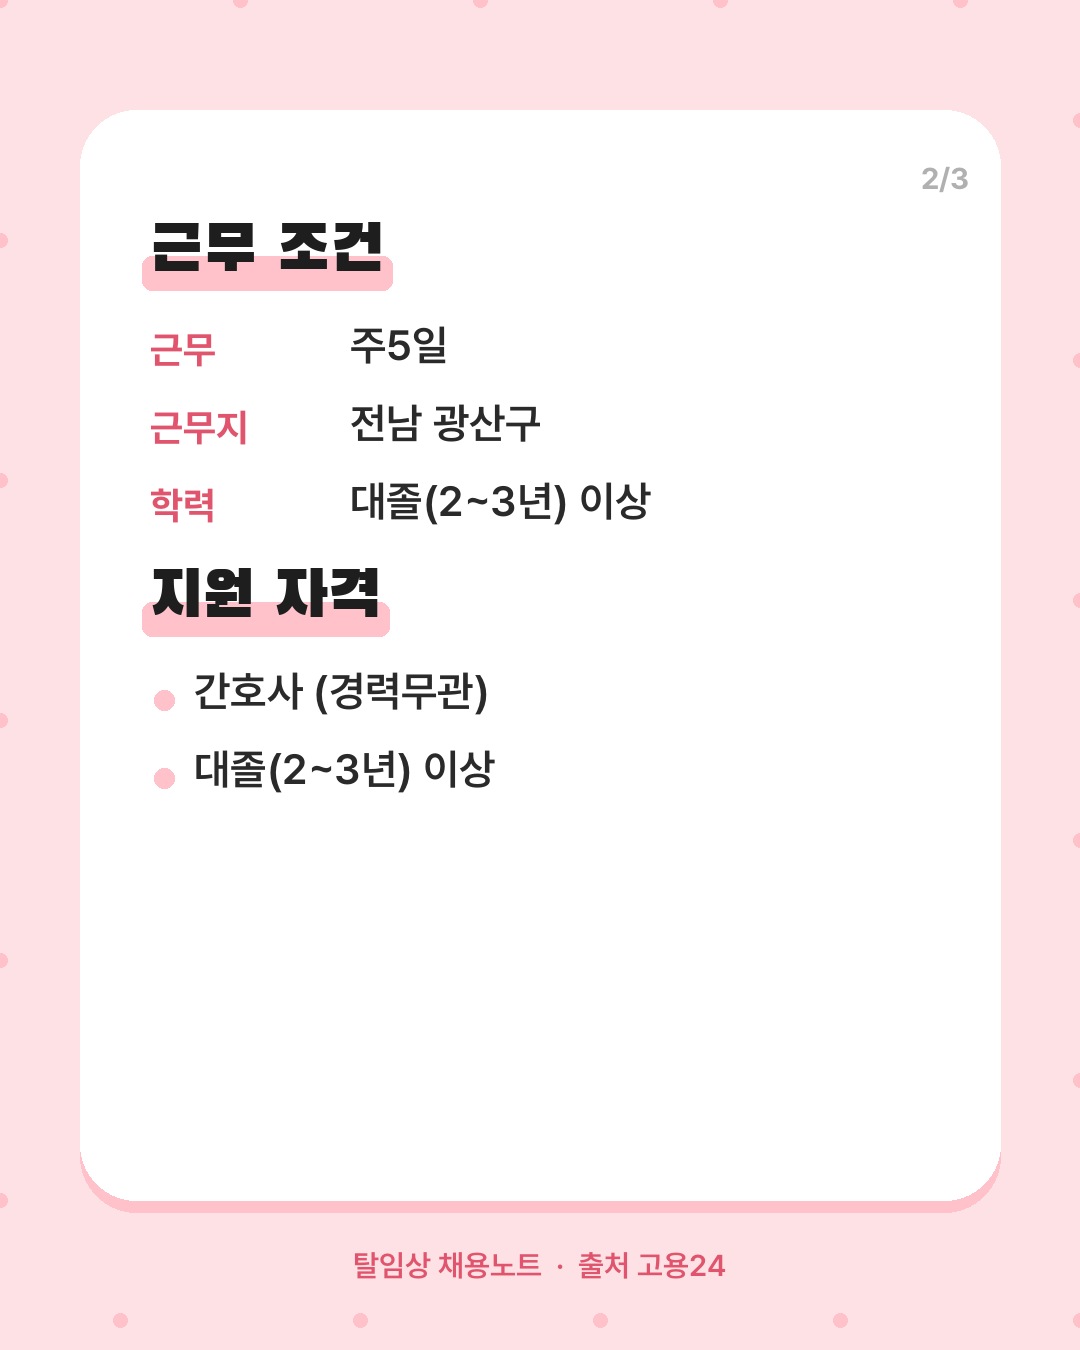 2/3
근무 조건
근무 주5일
근무지 전남 광산구
학력 대졸(2~3년) 이상
지원 자격
간호사 (경력무관)
대졸(2~3년) 이상
탈임상 채용노트 · 출처 고용24